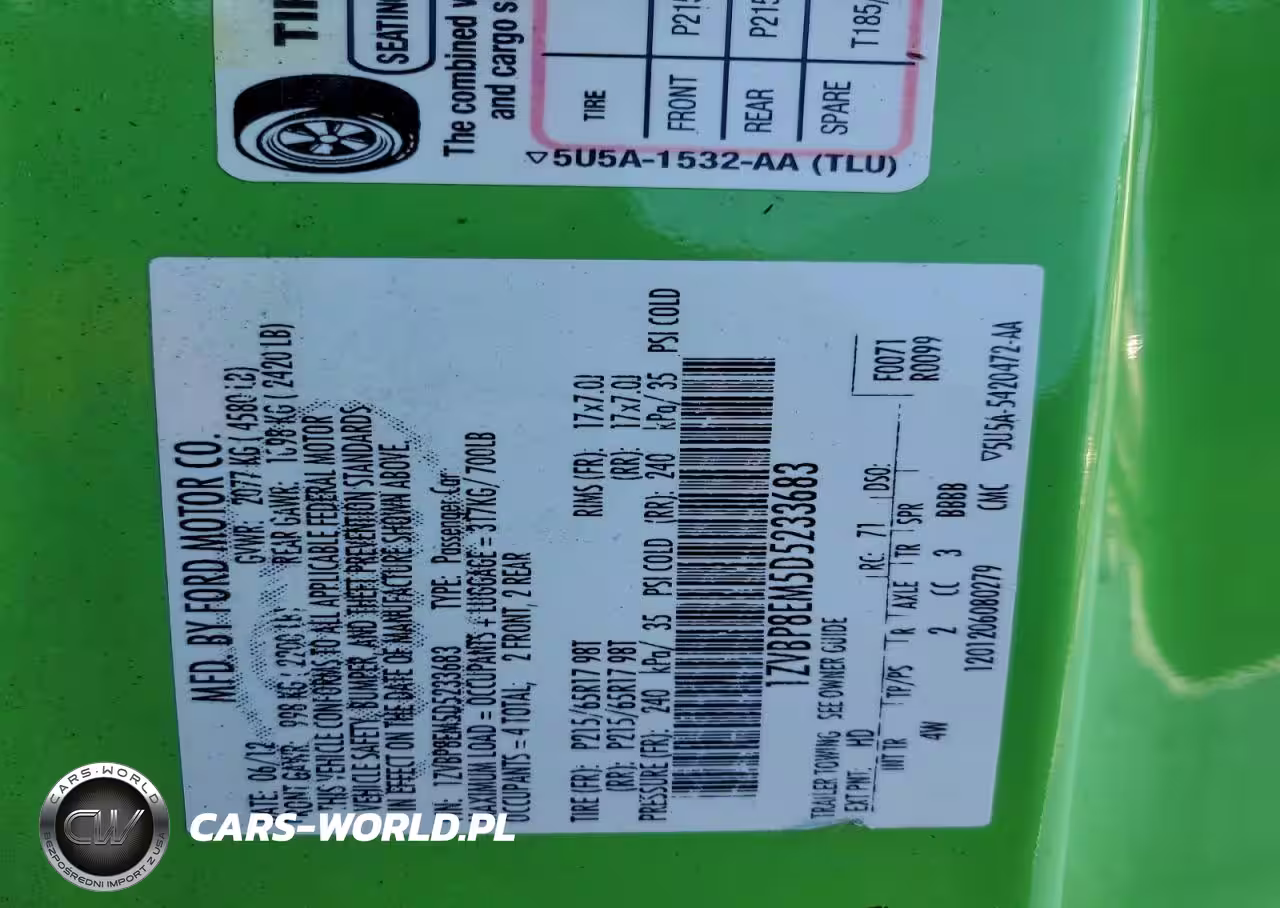 TIR
SEATING
The combined w
and cargo s
TIRE
FRONT P215
REAR P215
SPARE T185/
5U5A-1532-AA (TLU)
MFD. BY FORD MOTOR CO.
DATE: 06/12 GVWR: 2077 KG ( 4580 LB)
FRONT GAWR: 998 KG ( 2200 LB) REAR GAWR: 1098 KG ( 2420 LB)
THIS VEHICLE CONFORMS TO ALL APPLICABLE FEDERAL MOTOR
VEHICLE SAFETY, BUMPER, AND THEFT PREVENTION STANDARDS
IN EFFECT ON THE DATE OF MANUFACTURE SHOWN ABOVE.
VIN: 1ZVBP8EM5D5233683 TYPE: Passenger Car
MAXIMUM LOAD = OCCUPANTS + LUGGAGE = 317KG/ 700LB
OCCUPANTS = 4 TOTAL, 2 FRONT, 2 REAR
TIRE (FR): P215/65R17 98T RIMS (FR): 17x7.0J
(RR): P215/65R17 98T (RR): 17x7.0J
PRESSURE (FR): 240 kPa/ 35 PSI COLD (RR): 240 kPa/ 35 PSI COLD
1ZVBP8EM5D5233683
TRAILER TOWING SEE OWNER GUIDE
EXT PNT: HD RC: 71 DSO:
F0071
R0099
INT TR TP/PS TR AXLE TR SPR
4W 2 CC 3 BBBB
1201206080279 CMC
5U5A-5420472-AA
CARS-WORLD
CW
BEZPOŚREDNI IMPORT Z USA
CARS-WORLD.PL